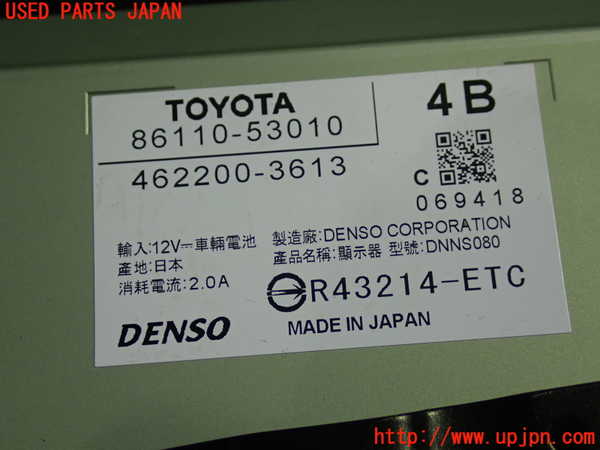 USED PARTS JAPAN
TOYOTA
86110-53010
4B
462200-3613
C
069418
輸入:12V⎓車輛電池
產地:日本
消耗電流:2.0A
製造廠:DENSO CORPORATION
產品名稱:顯示器 型號:DNNS080
R43214-ETC
DENSO
MADE IN JAPAN
http://www.upjpn.com/